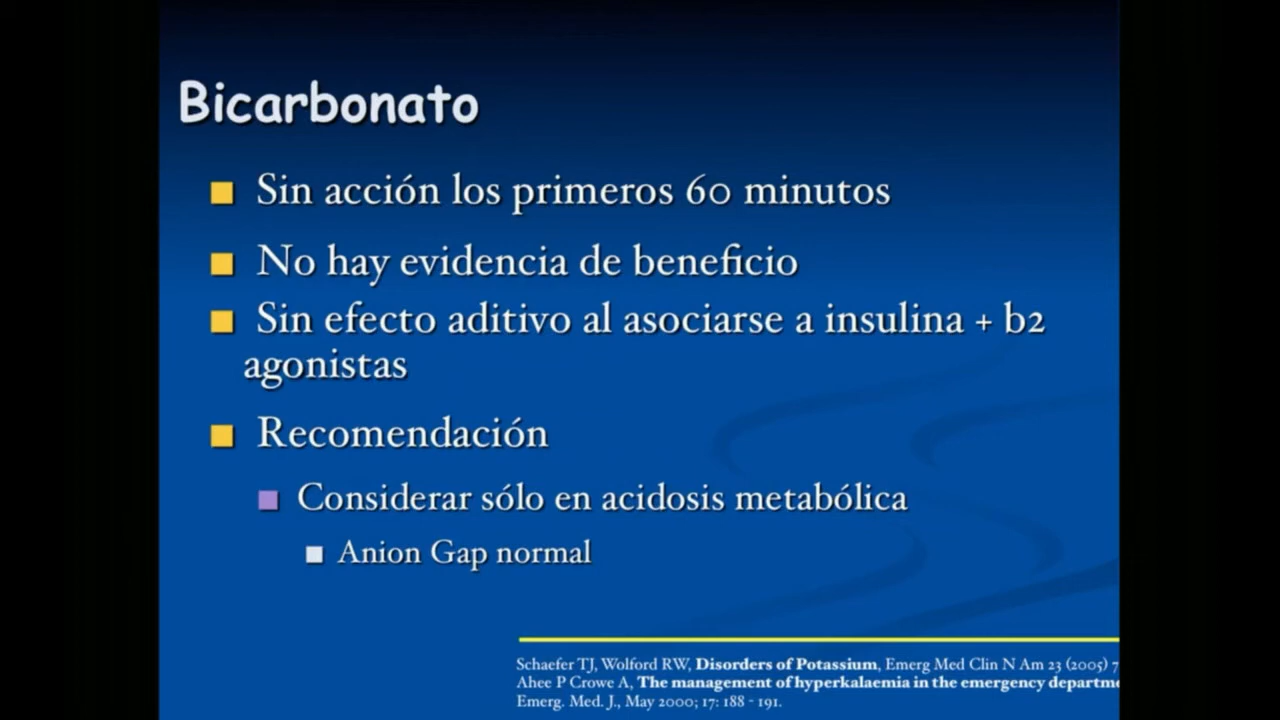 Bicarbonato
Sin acción los primeros 60 minutos
No hay evidencia de beneficio
Sin efecto aditivo al asociarse a insulina + b2
agonistas
Recomendación
Considerar sólo en acidosis metabólica
Anion Gap normal
Schaefer TJ, Wolford RW, Disorders of Potassium, Emerg Med Clin N Am 23 (2005) 7
Ahee P Crowe A, The management of hyperkalaemia in the emergency departme
Emerg. Med. J., May 2000; 17: 188 - 191.